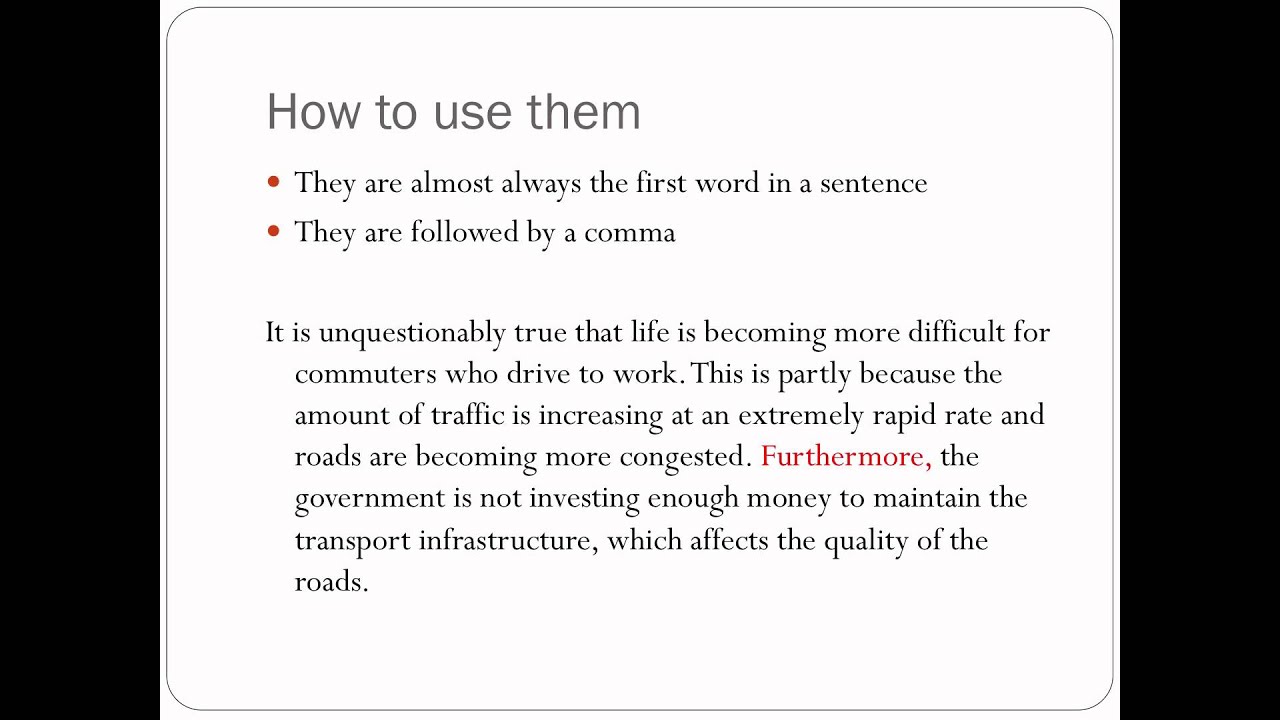 How to use them
• They are almost always the first word in a sentence
• They are followed by a comma
It is unquestionably true that life is becoming more difficult for
commuters who drive to work. This is partly because the
amount of traffic is increasing at an extremely rapid rate and
roads are becoming more congested. Furthermore, the
government is not investing enough money to maintain the
transport infrastructure, which affects the quality of the
roads.